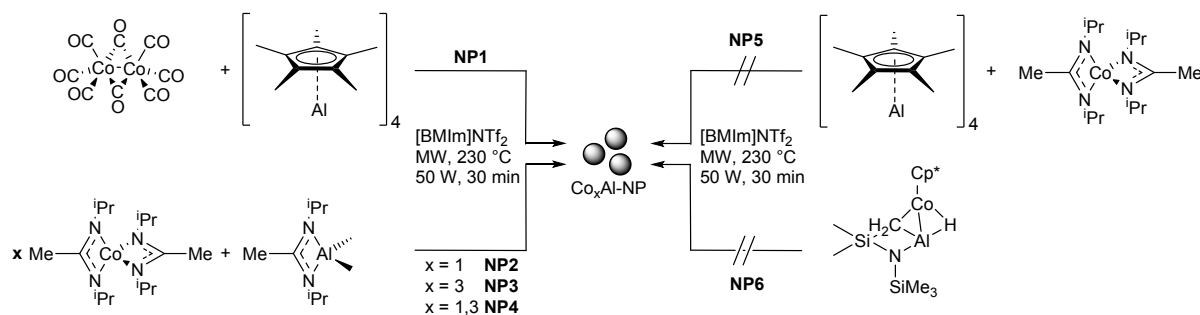 CO
OC CO CO
Co Co
OC CO
OC C CO
O
+
Al
4
NP1
[BMIm]NTf2
MW, 230 °C
50 W, 30 min
CoxAl-NP
NP5
[BMIm]NTf2
MW, 230 °C
50 W, 30 min
Al
4
+
iPr iPr
N N
Me Co Me
N N
iPr iPr
iPr iPr
N N
x Me Co Me
N N
iPr iPr
+
iPr
N
Me Al
N
iPr
x = 1 NP2
x = 3 NP3
x = 1,3 NP4
NP6
Cp*
Co
H2C H
Si Al
N
SiMe3